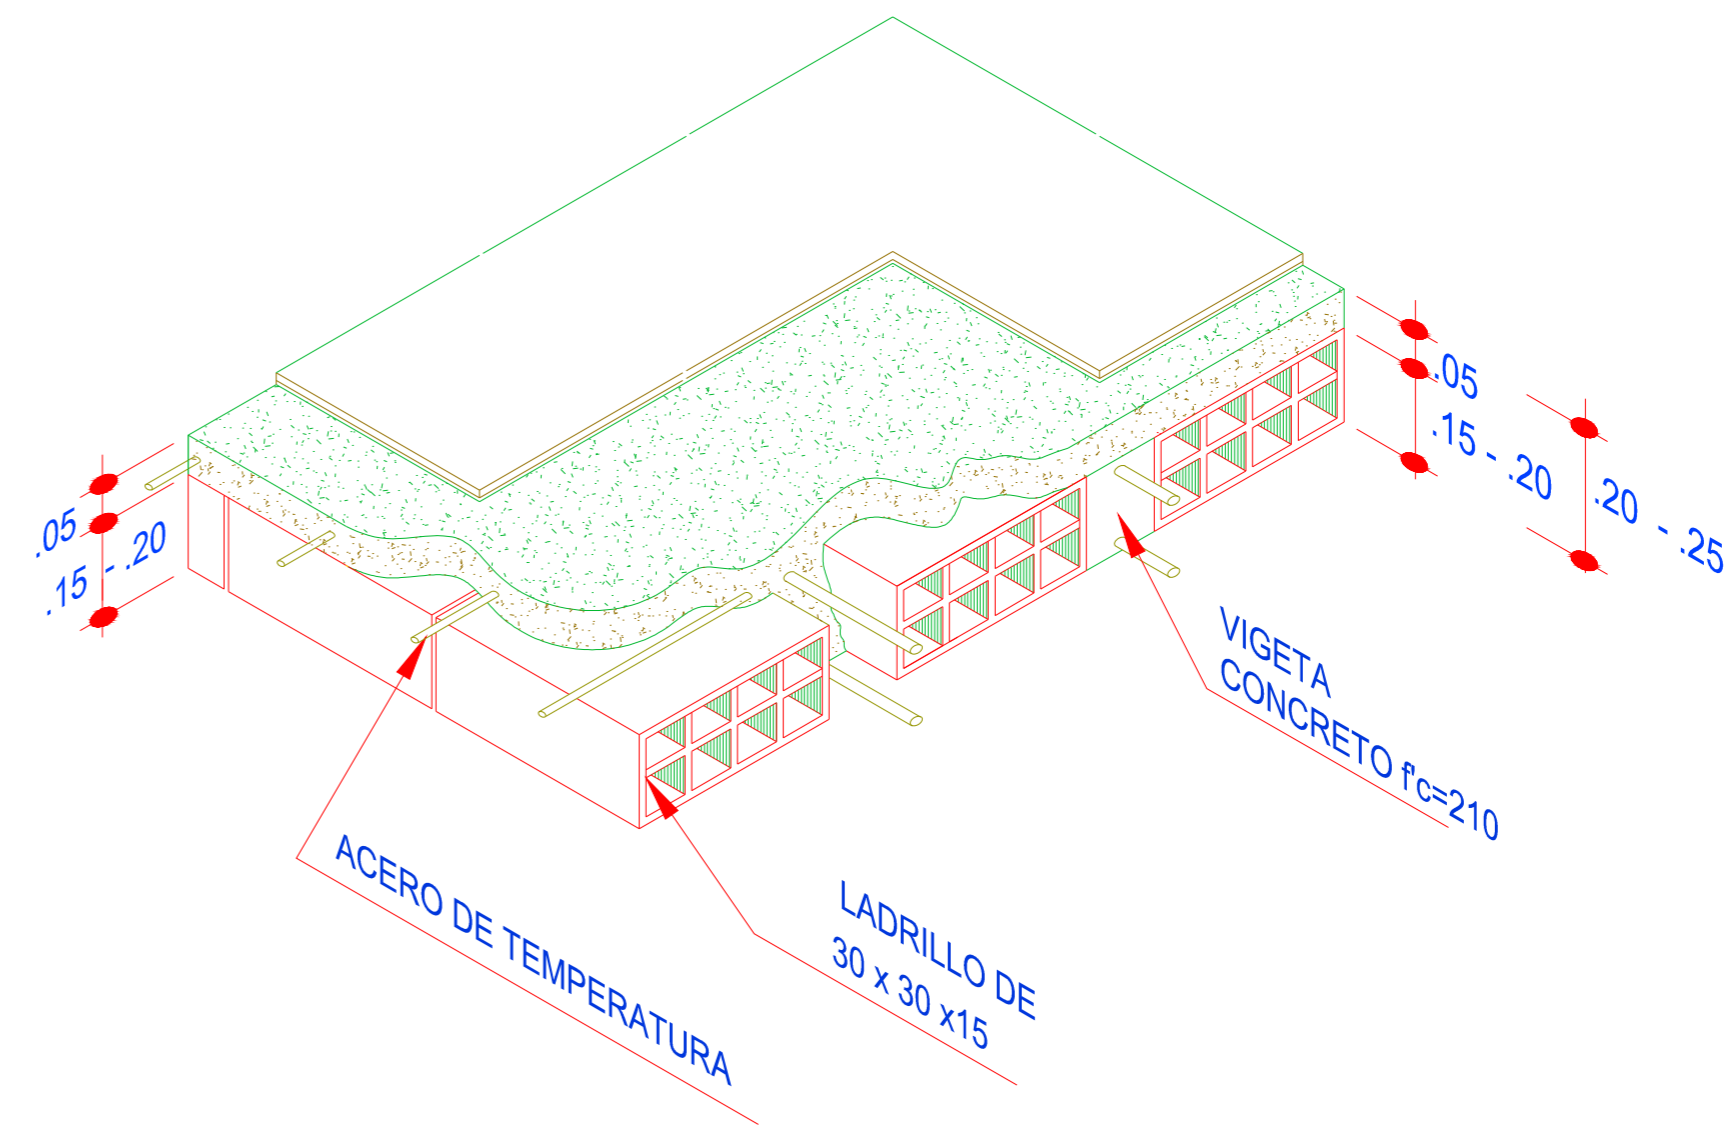 .05
.15 - .20
.05
.15 - .20
.20 - .25
VIGETA
CONCRETO f'c=210
ACERO DE TEMPERATURA
LADRILLO DE
30 x 30 x15